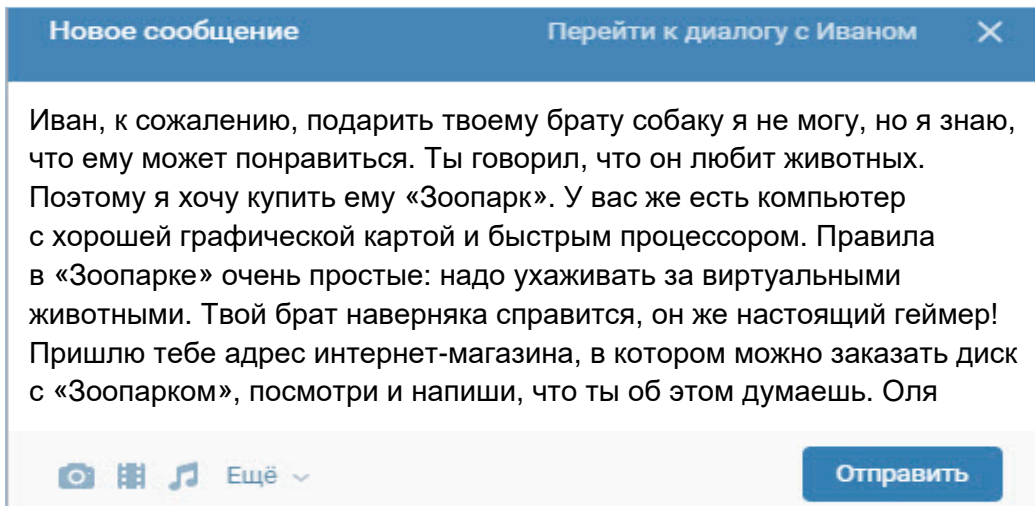 Новое сообщение Перейти к диалогу с Иваном
Иван, к сожалению, подарить твоему брату собаку я не могу, но я знаю,
что ему может понравиться. Ты говорил, что он любит животных.
Поэтому я хочу купить ему «Зоопарк». У вас же есть компьютер
с хорошей графической картой и быстрым процессором. Правила
в «Зоопарке» очень простые: надо ухаживать за виртуальными
животными. Твой брат наверняка справится, он же настоящий геймер!
Пришлю тебе адрес интернет-магазина, в котором можно заказать диск
с «Зоопарком», посмотри и напиши, что ты об этом думаешь. Оля
Ещё Отправить